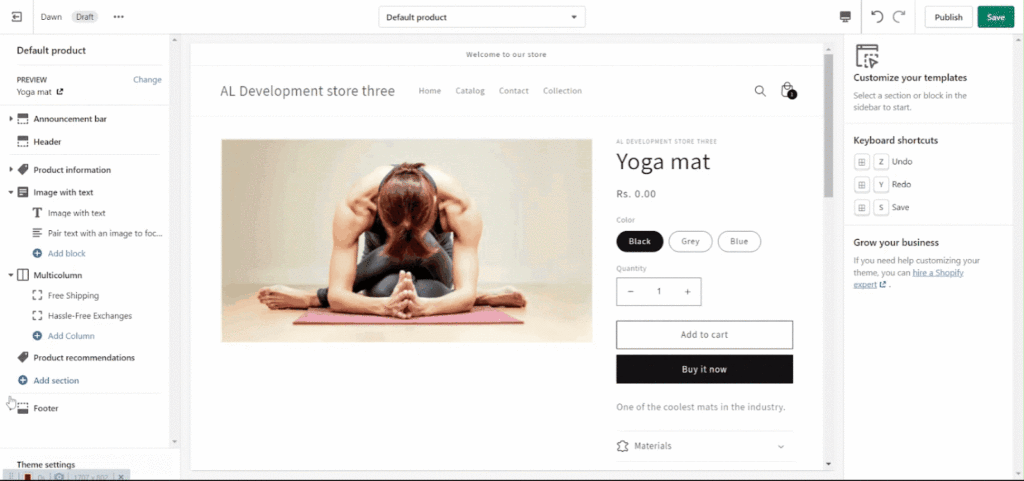 Dawn Draft
Default product
Publish Save
Default product
PREVIEW Change
Yoga mat
Announcement bar
Header
Product information
Image with text
Image with text
Pair text with an image to foc...
Add block
Multicolumn
Free Shipping
Hassle-Free Exchanges
Add Column
Product recommendations
Add section
Footer
Theme settings
Welcome to our store
AL Development store three Home Catalog Contact Collection
1
AL DEVELOPMENT STORE THREE
Yoga mat
Rs. 0.00
Color
Black Grey Blue
Quantity
− 1 +
Add to cart
Buy it now
One of the coolest mats in the industry.
Materials
Customize your templates
Select a section or block in the
sidebar to start.
Keyboard shortcuts
Z Undo
Y Redo
S Save
Grow your business
If you need help customizing your
theme, you can hire a Shopify
expert .